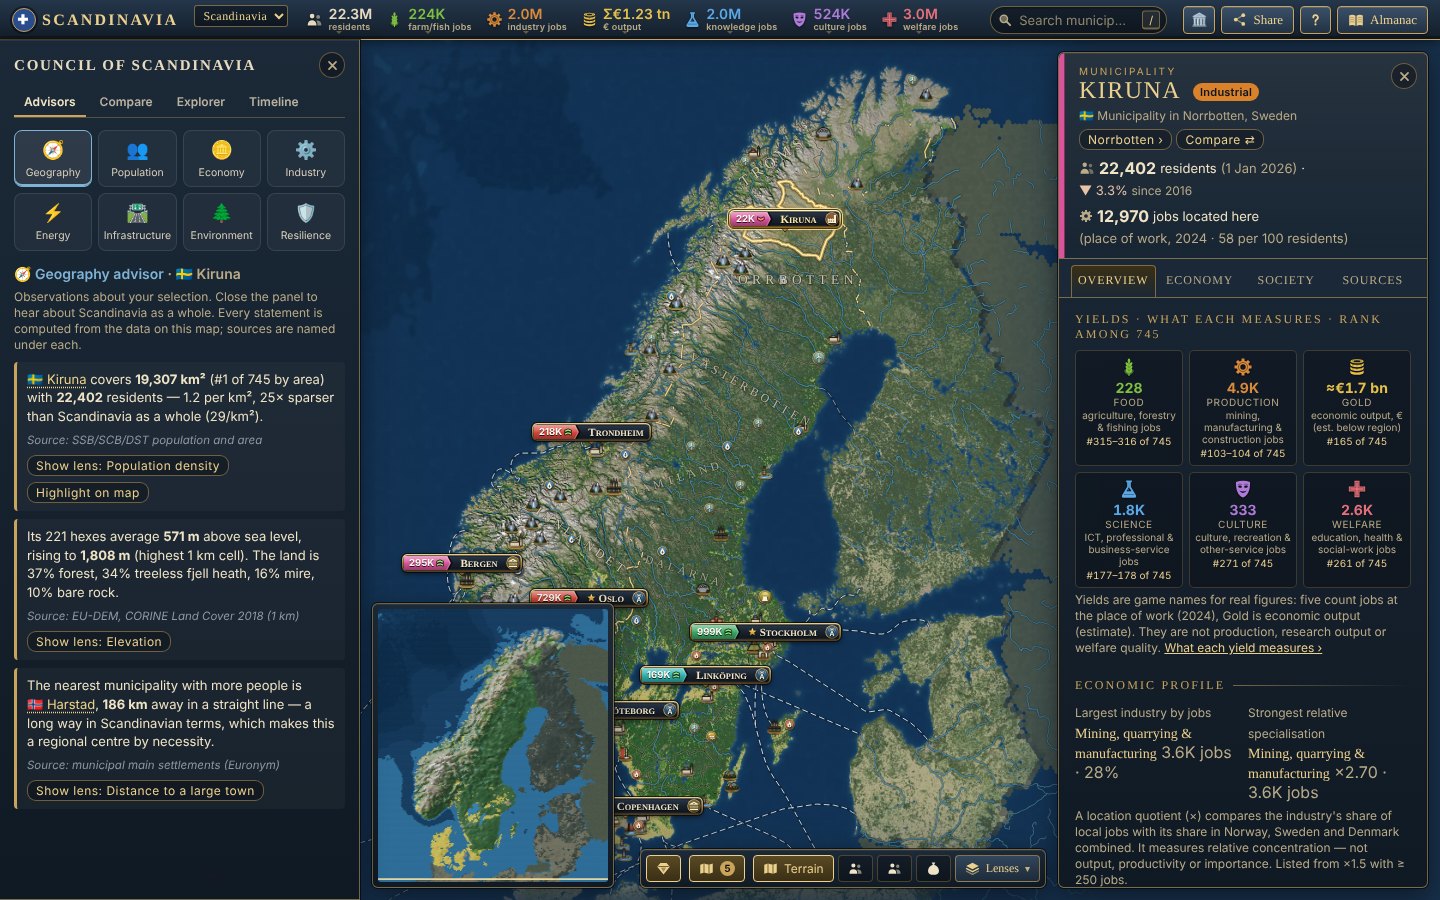 SCANDINAVIA
Scandinavia
22.3M
residents
224K
farm/fish jobs
2.0M
industry jobs
Σ€1.23 tn
€ output
2.0M
knowledge jobs
524K
culture jobs
3.0M
welfare jobs
Search municip...
/
Share
?
Almanac
COUNCIL OF SCANDINAVIA
Advisors
Compare
Explorer
Timeline
Geography
Population
Economy
Industry
Energy
Infrastructure
Environment
Resilience
Geography advisor · Kiruna
Observations about your selection. Close the panel to
hear about Scandinavia as a whole. Every statement is
computed from the data on this map; sources are named
under each.
Kiruna covers 19,307 km² (#1 of 745 by area)
with 22,402 residents — 1.2 per km², 25× sparser
than Scandinavia as a whole (29/km²).
Source: SSB/SCB/DST population and area
Show lens: Population density
Highlight on map
Its 221 hexes average 571 m above sea level,
rising to 1,808 m (highest 1 km cell). The land is
37% forest, 34% treeless fjell heath, 16% mire,
10% bare rock.
Source: EU-DEM, CORINE Land Cover 2018 (1 km)
Show lens: Elevation
The nearest municipality with more people is
Harstad, 186 km away in a straight line — a
long way in Scandinavian terms, which makes this
a regional centre by necessity.
Source: municipal main settlements (Euronym)
Show lens: Distance to a large town
22K
KIRUNA
218K
TRONDHEIM
295K
BERGEN
729K
★ OSLO
999K
★ STOCKHOLM
169K
LINKÖPING
TEBORG
COPENHAGEN
5
Terrain
Lenses
MUNICIPALITY
KIRUNA
Industrial
Municipality in Norrbotten, Sweden
Norrbotten ›
Compare ⇄
22,402 residents (1 Jan 2026) ·
▼ 3.3% since 2016
12,970 jobs located here
(place of work, 2024 · 58 per 100 residents)
OVERVIEW
ECONOMY
SOCIETY
SOURCES
YIELDS · WHAT EACH MEASURES · RANK
AMONG 745
228
FOOD
agriculture, forestry
& fishing jobs
#315–316 of 745
4.9K
PRODUCTION
mining,
manufacturing &
construction jobs
#103–104 of 745
≈€1.7 bn
GOLD
economic output, €
(est. below region)
#165 of 745
1.8K
SCIENCE
ICT, professional &
business-service
jobs
#177–178 of 745
333
CULTURE
culture, recreation &
other-service jobs
#271 of 745
2.6K
WELFARE
education, health &
social-work jobs
#261 of 745
Yields are game names for real figures: five count jobs at
the place of work (2024), Gold is economic output
(estimate). They are not production, research output or
welfare quality. What each yield measures ›
ECONOMIC PROFILE
Largest industry by jobs
Mining, quarrying &
manufacturing 3.6K jobs
· 28%
Strongest relative
specialisation
Mining, quarrying &
manufacturing ×2.70 ·
3.6K jobs
A location quotient (×) compares the industry's share of
local jobs with its share in Norway, Sweden and Denmark
combined. It measures relative concentration — not
output, productivity or importance. Listed from ×1.5 with ≥
250 jobs.